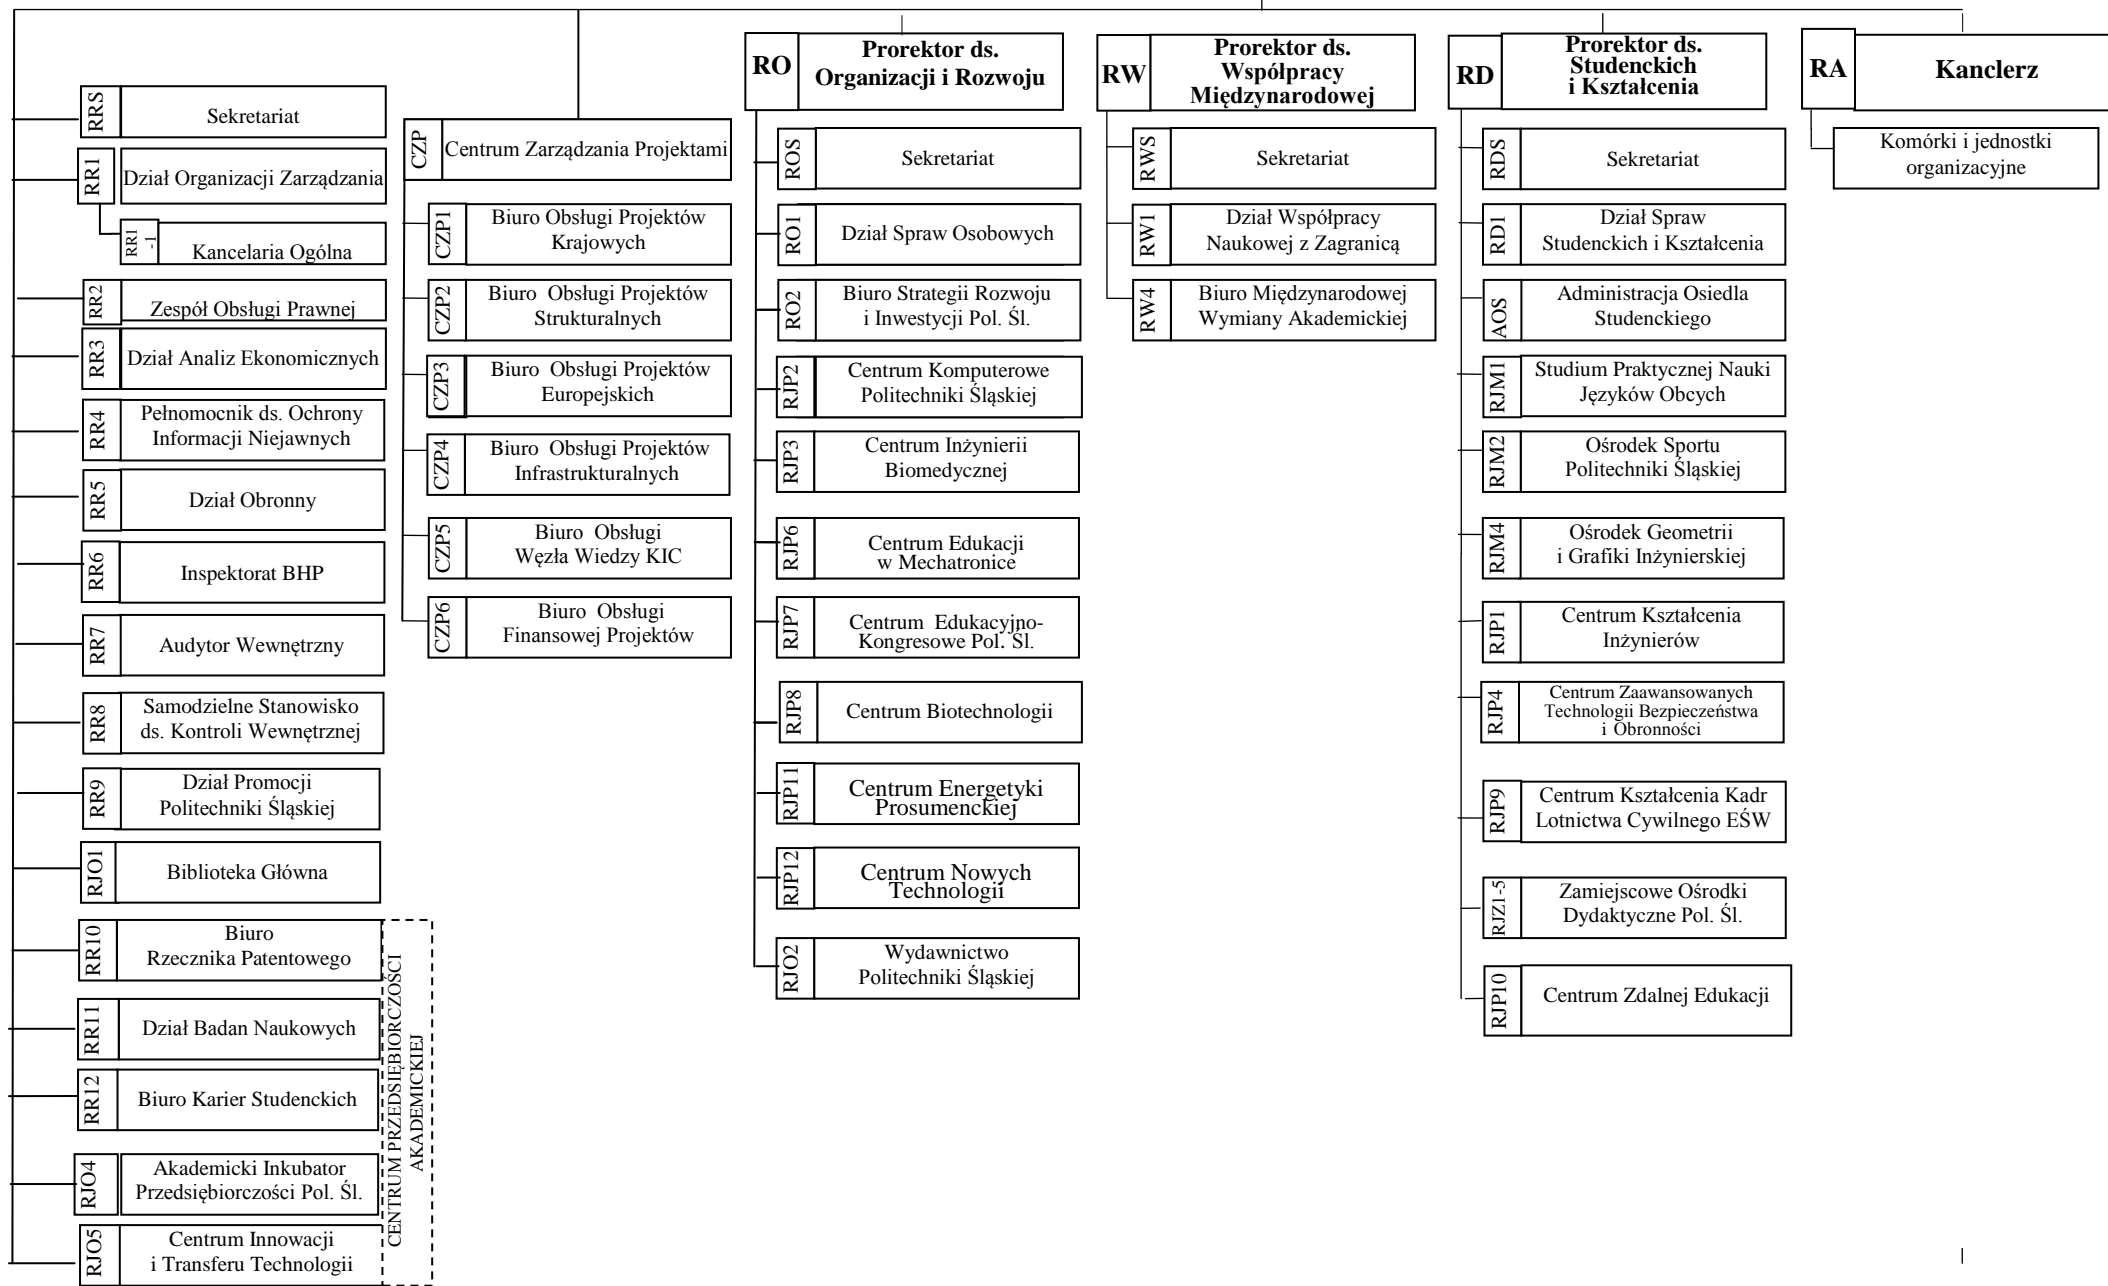 RRS
Sekretariat
RR1
Dział Organizacji Zarządzania
RR1
-1
Kancelaria Ogólna
RR2
Zespół Obsługi Prawnej
RR3
Dział Analiz Ekonomicznych
RR4
Pełnomocnik ds. Ochrony
Informacji Niejawnych
RR5
Dział Obronny
RR6
Inspektorat BHP
RR7
Audytor Wewnętrzny
RR8
Samodzielne Stanowisko
ds. Kontroli Wewnętrznej
RR9
Dział Promocji
Politechniki Śląskiej
RJO1
Biblioteka Główna
RR10
Biuro
Rzecznika Patentowego
RR11
Dział Badan Naukowych
RR12
Biuro Karier Studenckich
RJO4
Akademicki Inkubator
Przedsiębiorczości Pol. Śl.
RJO5
Centrum Innowacji
i Transferu Technologii
CENTRUM PRZEDSIĘBIORCZOŚCI
AKADEMICKIEJ
CZP
Centrum Zarządzania Projektami
CZP1
Biuro Obsługi Projektów
Krajowych
CZP2
Biuro Obsługi Projektów
Strukturalnych
CZP3
Biuro Obsługi Projektów
Europejskich
CZP4
Biuro Obsługi Projektów
Infrastrukturalnych
CZP5
Biuro Obsługi
Węzła Wiedzy KIC
CZP6
Biuro Obsługi
Finansowej Projektów
RO
Prorektor ds.
Organizacji i Rozwoju
ROS
Sekretariat
RO1
Dział Spraw Osobowych
RO2
Biuro Strategii Rozwoju
i Inwestycji Pol. Śl.
RJP2
Centrum Komputerowe
Politechniki Śląskiej
RJP3
Centrum Inżynierii
Biomedycznej
RJP6
Centrum Edukacji
w Mechatronice
RJP7
Centrum Edukacyjno-
Kongresowe Pol. Śl.
RJP8
Centrum Biotechnologii
RJP11
Centrum Energetyki
Prosumenckiej
RJP12
Centrum Nowych
Technologii
RJO2
Wydawnictwo
Politechniki Śląskiej
RW
Prorektor ds.
Współpracy
Międzynarodowej
RWS
Sekretariat
RW1
Dział Współpracy
Naukowej z Zagranicą
RW4
Biuro Międzynarodowej
Wymiany Akademickiej
RD
Prorektor ds.
Studenckich
i Kształcenia
RDS
Sekretariat
RD1
Dział Spraw
Studenckich i Kształcenia
AOS
Administracja Osiedla
Studenckiego
RJM1
Studium Praktycznej Nauki
Języków Obcych
RJM2
Ośrodek Sportu
Politechniki Śląskiej
RJM4
Ośrodek Geometrii
i Grafiki Inżynierskiej
RJP1
Centrum Kształcenia
Inżynierów
RJP4
Centrum Zaawansowanych
Technologii Bezpieczeństwa
i Obronności
RJP9
Centrum Kształcenia Kadr
Lotnictwa Cywilnego EŚW
RJZ1-5
Zamiejscowe Ośrodki
Dydaktyczne Pol. Śl.
RJP10
Centrum Zdalnej Edukacji
RA
Kanclerz
Komórki i jednostki
organizacyjne